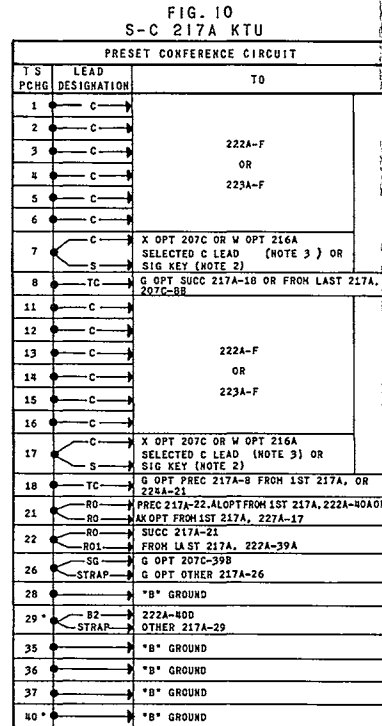 FIG. 10
S-C 217A KTU
PRESET CONFERENCE CIRCUIT
TS PCHG LEAD DESIGNATION TO
1 C
2 C
3 C 222A-F
4 C OR
5 C 223A-F
6 C
7 C X OPT 207C OR W OPT 216A
SELECTED C LEAD (NOTE 3) OR
S SIG KEY (NOTE 2)
8 TC G OPT SUCC 217A-18 OR FROM LAST 217A,
207C-8B
11 C
12 C
13 C 222A-F
14 C OR
15 C 223A-F
16 C
17 C X OPT 207C OR W OPT 216A
SELECTED C LEAD (NOTE 3) OR
S SIG KEY (NOTE 2)
18 TC G OPT PREC 217A-8 FROM 1ST 217A, OR
224A-21
21 RO PREC 217A-22, AL OPT FROM 1ST 217A, 222A-40A OR
RO AK OPT FROM 1ST 217A, 227A-17
22 RO SUCC 217A-21
RO1 FROM LAST 217A, 222A-39A
26 SG G OPT 207C-39B
STRAP G OPT OTHER 217A-26
28 "B" GROUND
29 * B2 222A-40D
STRAP OTHER 217A-29
35 "B" GROUND
36 "B" GROUND
37 "B" GROUND
40 * "B" GROUND